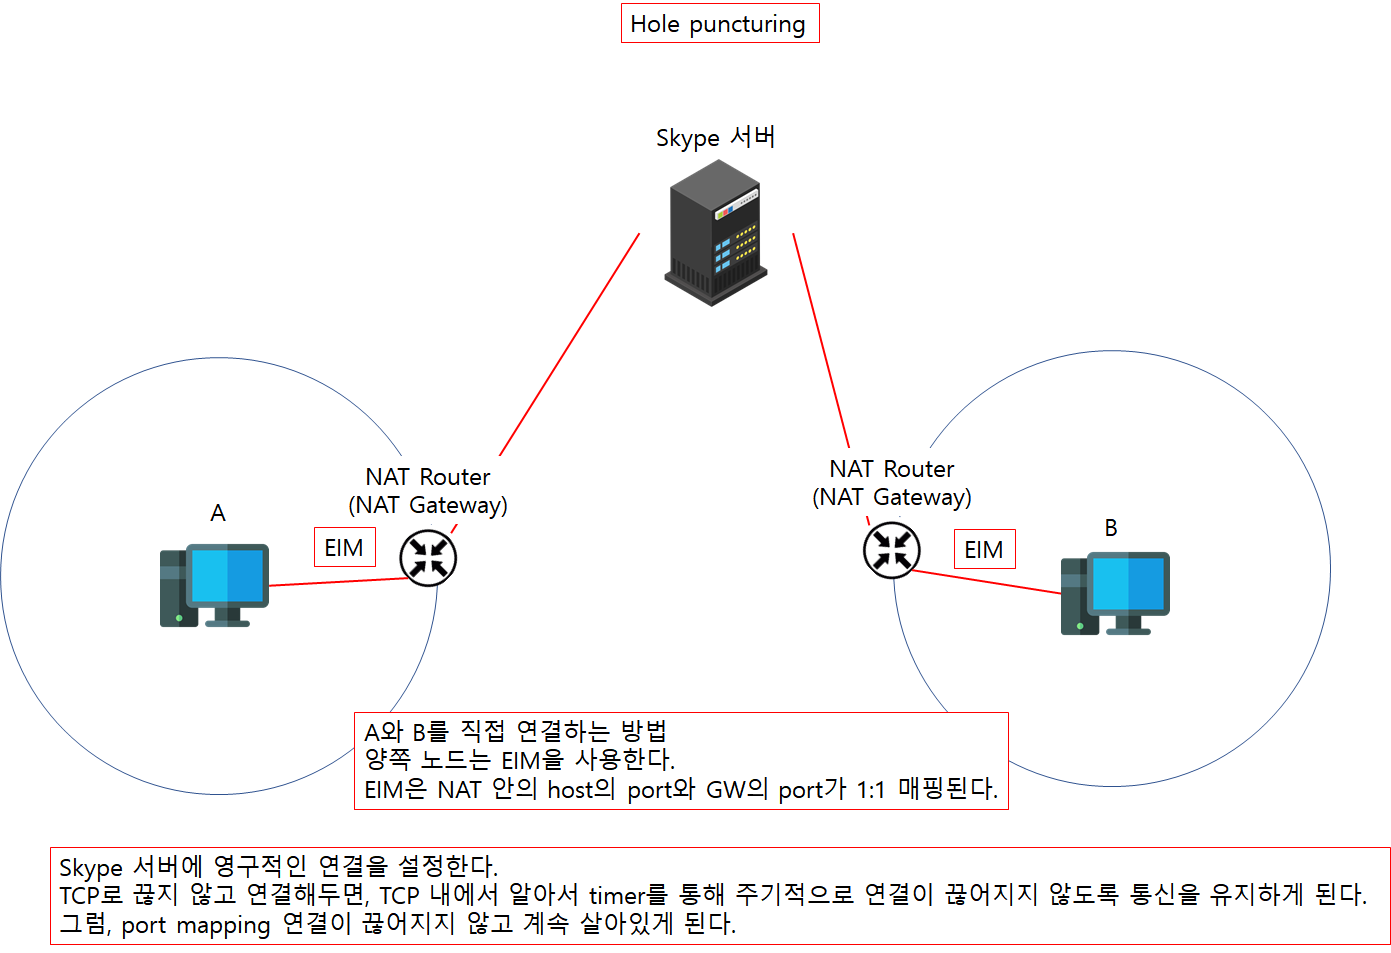 Hole puncturing
Skype 서버
NAT Router
(NAT Gateway)
NAT Router
(NAT Gateway)
A
EIM
EIM
B
A와 B를 직접 연결하는 방법
양쪽 노드는 EIM을 사용한다.
EIM은 NAT 안의 host의 port와 GW의 port가 1:1 매핑된다.
Skype 서버에 영구적인 연결을 설정한다.
TCP로 끊지 않고 연결해두면, TCP 내에서 알아서 timer를 통해 주기적으로 연결이 끊어지지 않도록 통신을 유지하게 된다.
그럼, port mapping 연결이 끊어지지 않고 계속 살아있게 된다.